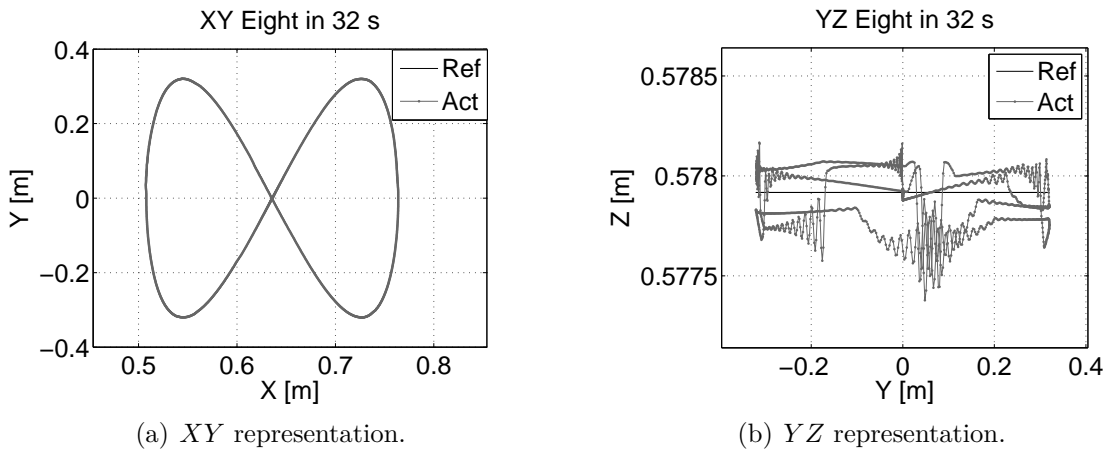 XY Eight in 32 s
0.4
0.2
0
−0.2
−0.4
Y [m]
0.5
0.6
0.7
0.8
X [m]
Ref
Act
(a) XY representation.
YZ Eight in 32 s
0.5785
0.578
0.5775
Z [m]
−0.2
0
0.2
0.4
Y [m]
Ref
Act
(b) YZ representation.